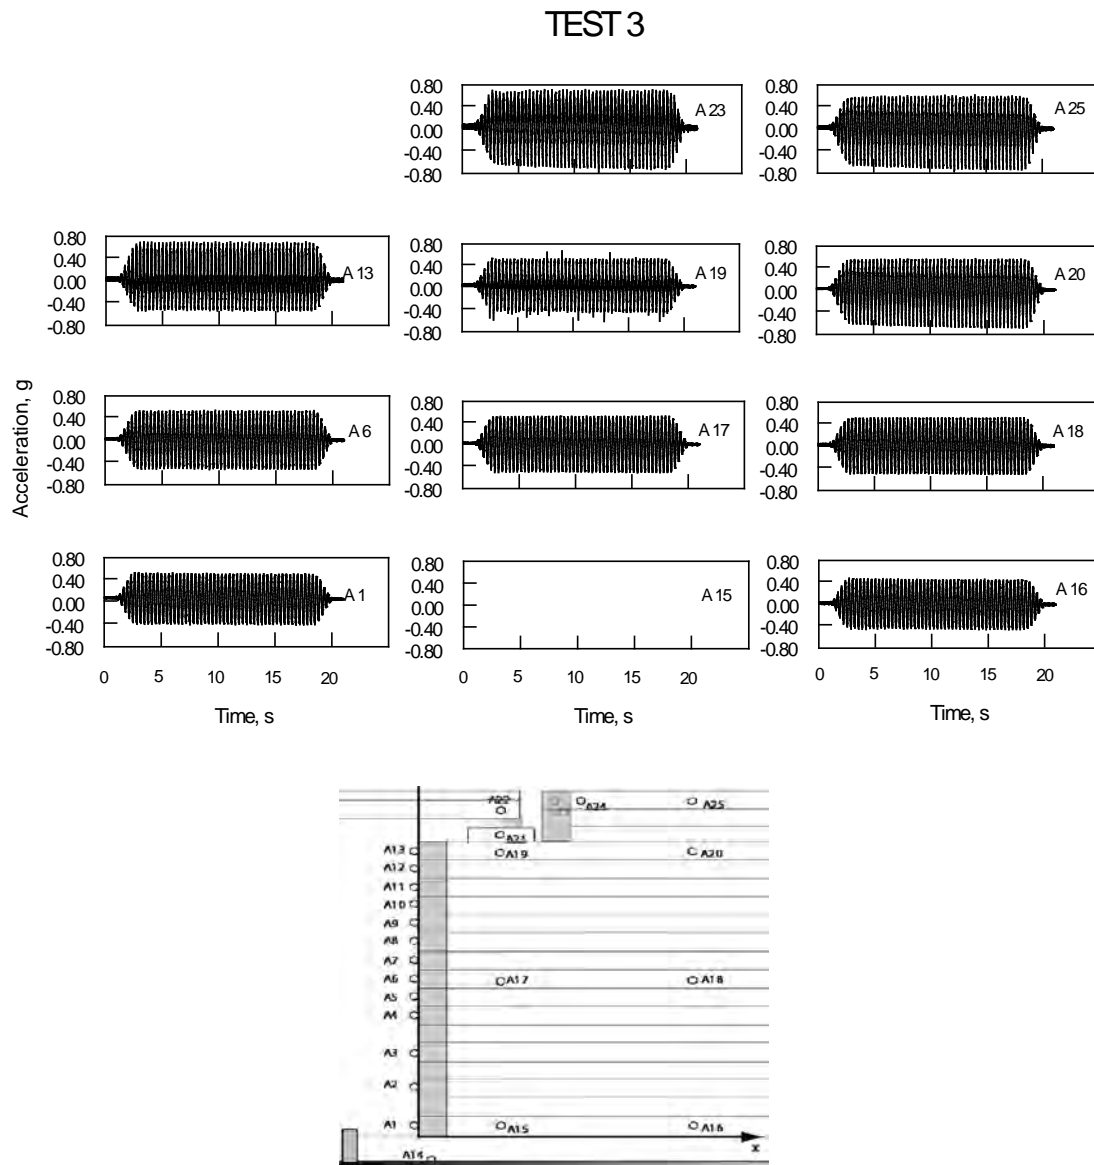 TEST 3
0.80
0.40
0.00
-0.40
-0.80
A 23
0.80
0.40
0.00
-0.40
-0.80
A 25
0.80
0.40
0.00
-0.40
-0.80
A 13
0.80
0.40
0.00
-0.40
-0.80
A 19
0.80
0.40
0.00
-0.40
-0.80
A 20
Acceleration, g
0.80
0.40
0.00
-0.40
-0.80
A 6
0.80
0.40
0.00
-0.40
-0.80
A 17
0.80
0.40
0.00
-0.40
-0.80
A 18
0.80
0.40
0.00
-0.40
-0.80
A 1
0.80
0.40
0.00
-0.40
-0.80
A 15
0.80
0.40
0.00
-0.40
-0.80
A 16
0 5 10 15 20
0 5 10 15 20
0 5 10 15 20
Time, s
Time, s
Time, s
A22
A24
A25
A13
A19
A20
A12
A11
A10
A9
A8
A7
A6
A17
A18
A5
A4
A3
A2
A1
A15
A16
x
A14